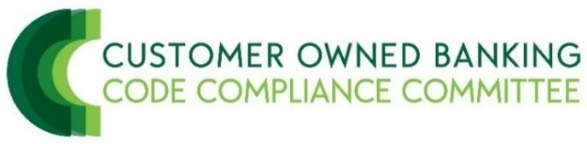 CUSTOMER OWNED BANKING
CODE COMPLIANCE COMMITTEE